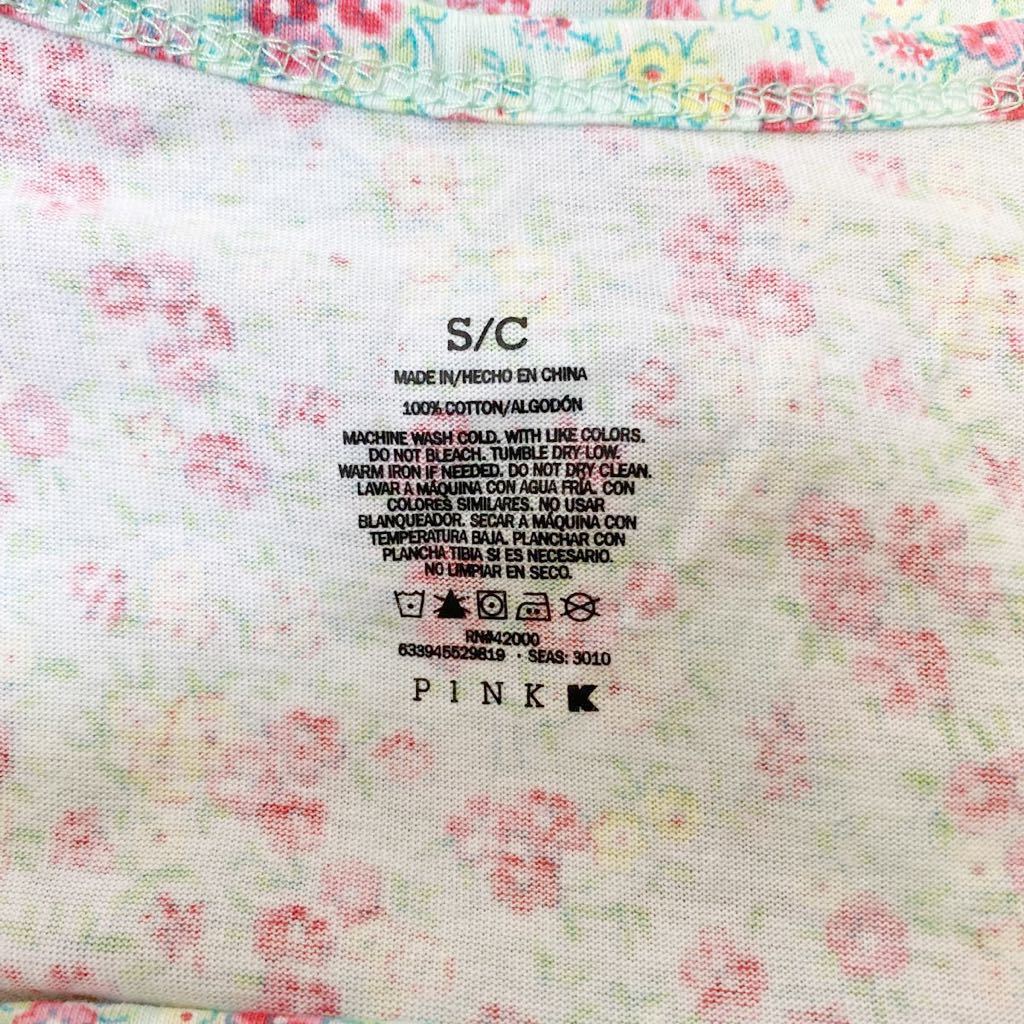 S/C
MADE IN/HECHO EN CHINA
100% COTTON/ALGODÓN
MACHINE WASH COLD. WITH LIKE COLORS.
DO NOT BLEACH. TUMBLE DRY LOW.
WARM IRON IF NEEDED. DO NOT DRY CLEAN.
LAVAR A MÁQUINA CON AGUA FRÍA. CON
COLORES SIMILARES. NO USAR
BLANQUEADOR. SECAR A MÁQUINA CON
TEMPERATURA BAJA. PLANCHAR CON
PLANCHA TIBIA SI ES NECESARIO.
NO LIMPIAR EN SECO.
RN#42000
633945529819 · SEAS: 3010
PINK K